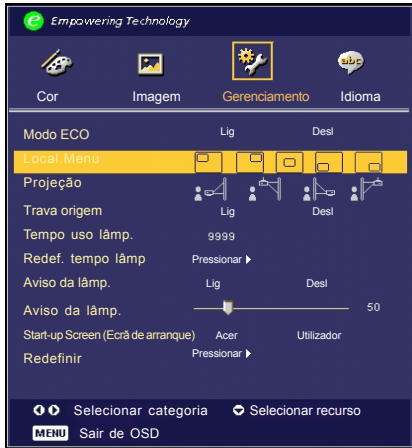 e Empowering Technology
Cor Imagem Gerenciamento Idioma
Modo ECO Lig Desl
Local.Menu
Projeção
Trava origem Lig Desl
Tempo uso lâmp. 9999
Redef. tempo lâmp Pressionar
Aviso da lâmp. Lig Desl
Aviso da lâmp. 50
Start-up Screen (Ecrã de arranque) Acer Utilizador
Redefinir Pressionar
Selecionar categoria Selecionar recurso
MENU Sair de OSD